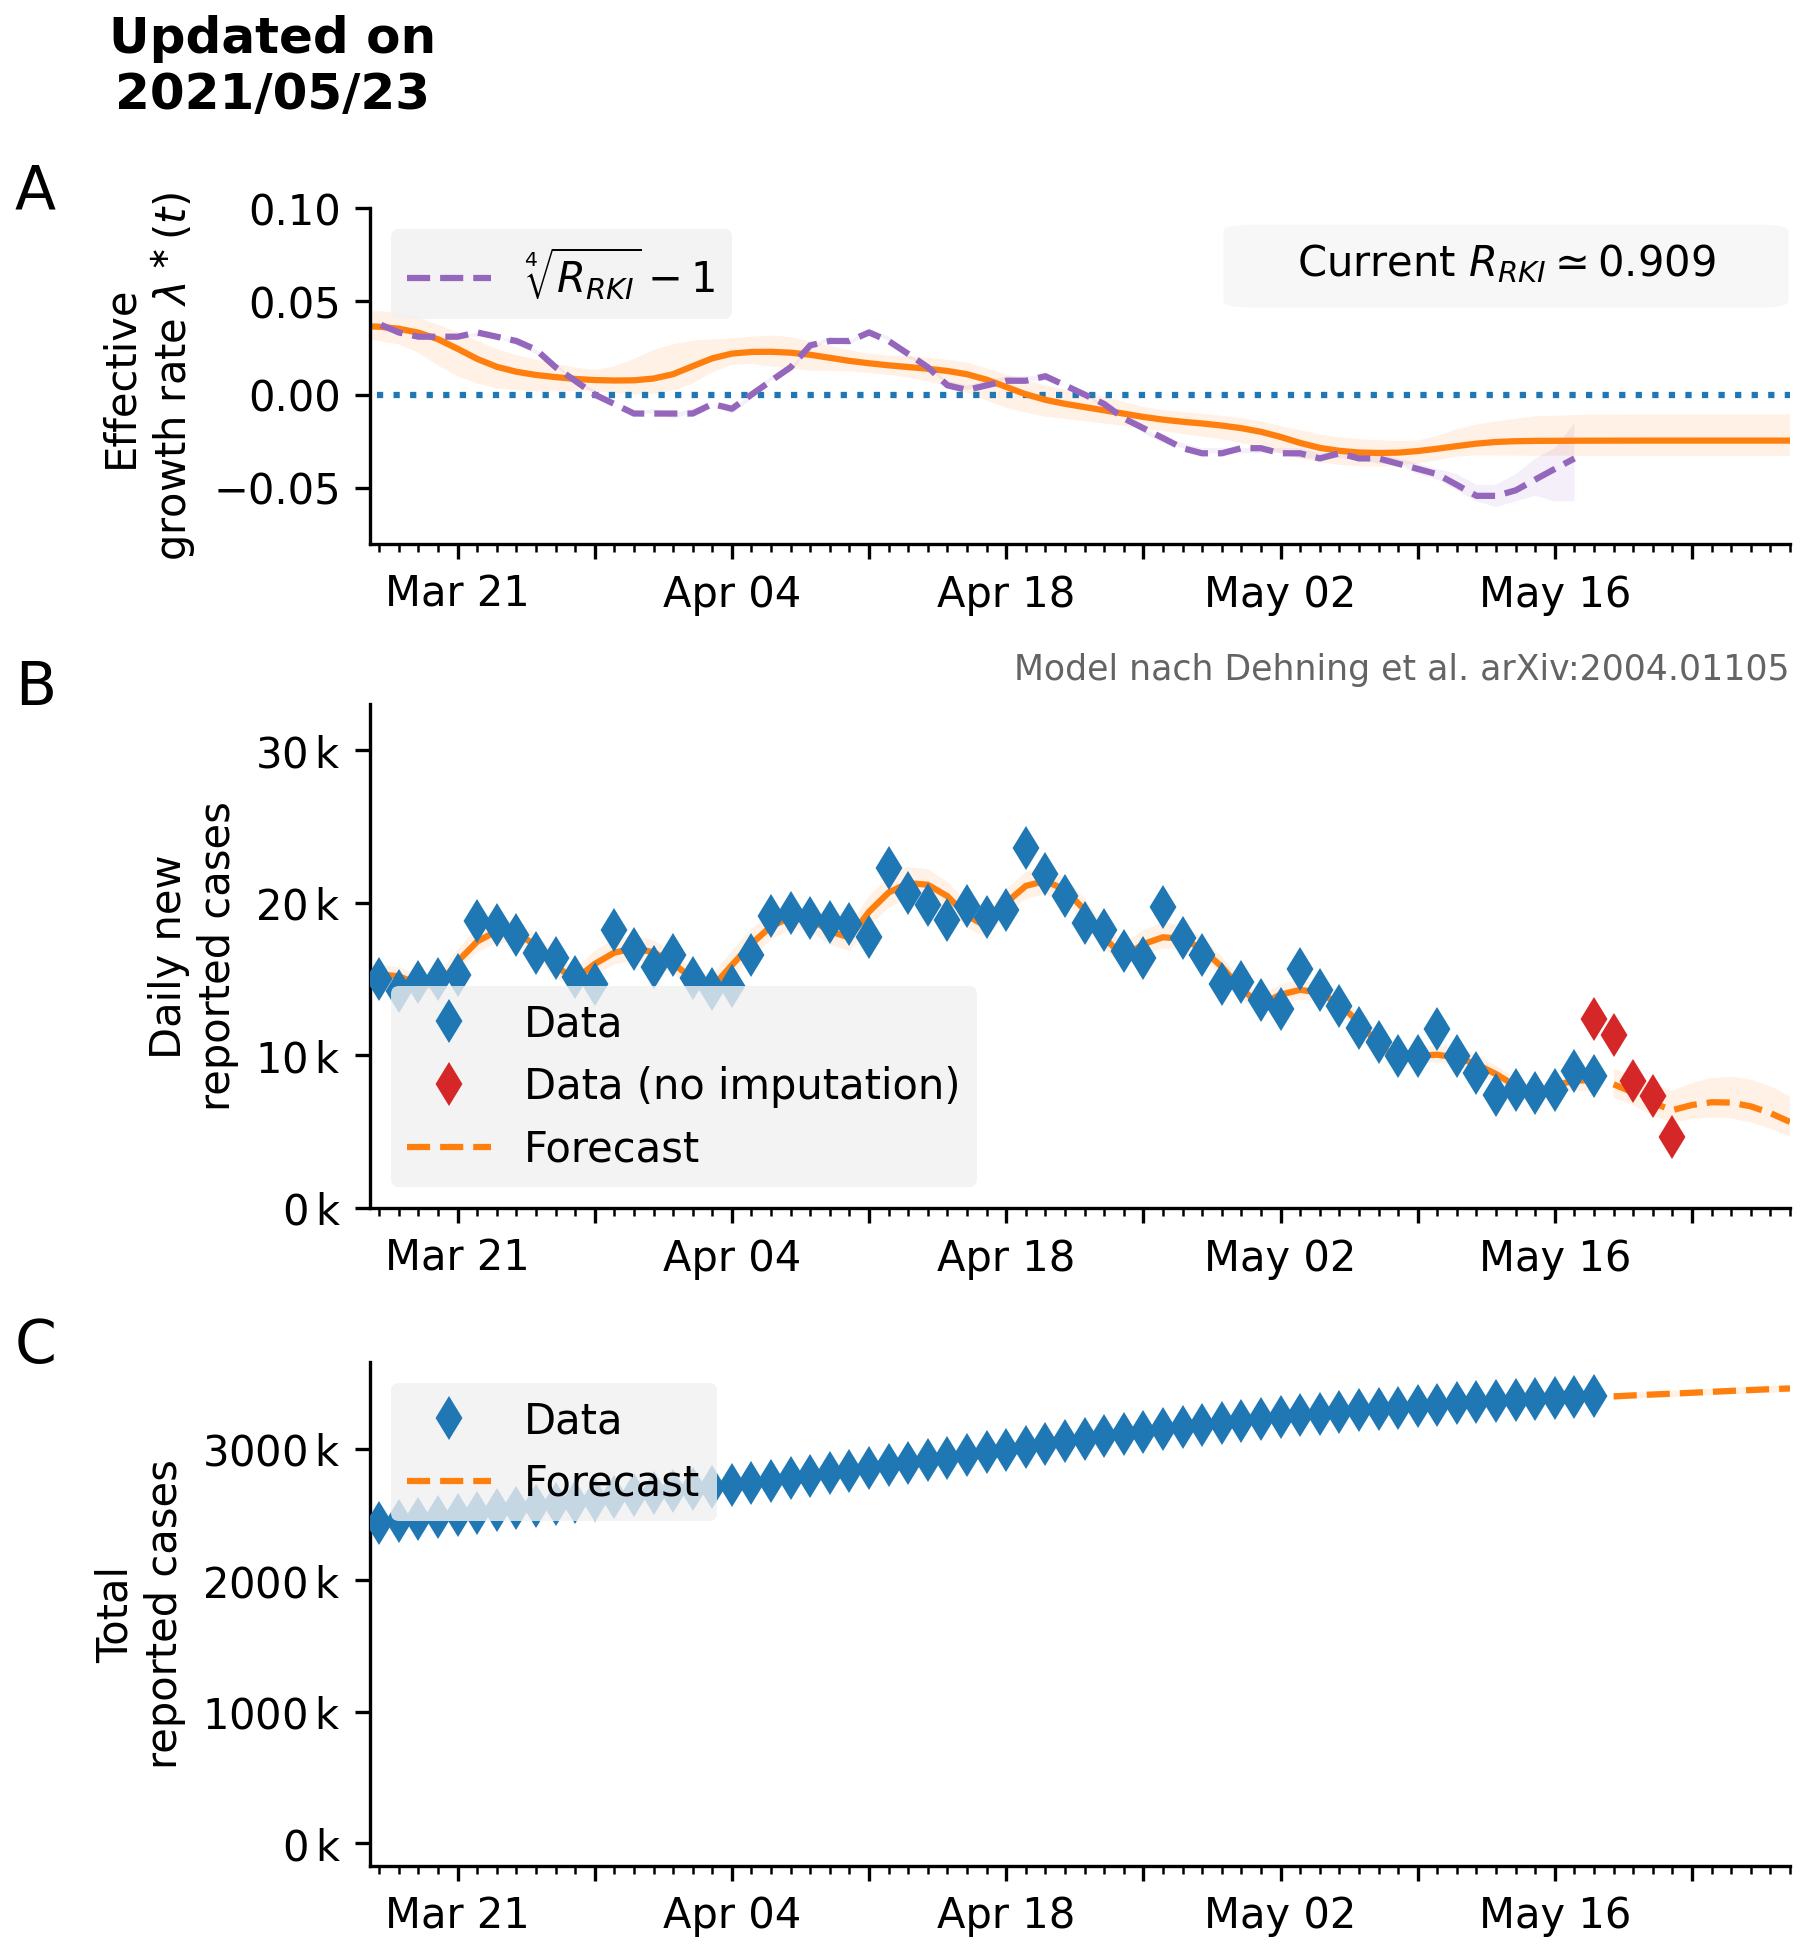 Updated on
2021/05/23
A
Effective
growth rate λ * (t)
0.10
0.05
0.00
−0.05
∜R_RKI − 1
Current R_RKI ≃ 0.909
Mar 21
Apr 04
Apr 18
May 02
May 16
Model nach Dehning et al. arXiv:2004.01105
B
Daily new
reported cases
30 k
20 k
10 k
0 k
Data
Data (no imputation)
Forecast
Mar 21
Apr 04
Apr 18
May 02
May 16
C
Total
reported cases
3000 k
2000 k
1000 k
0 k
Data
Forecast
Mar 21
Apr 04
Apr 18
May 02
May 16